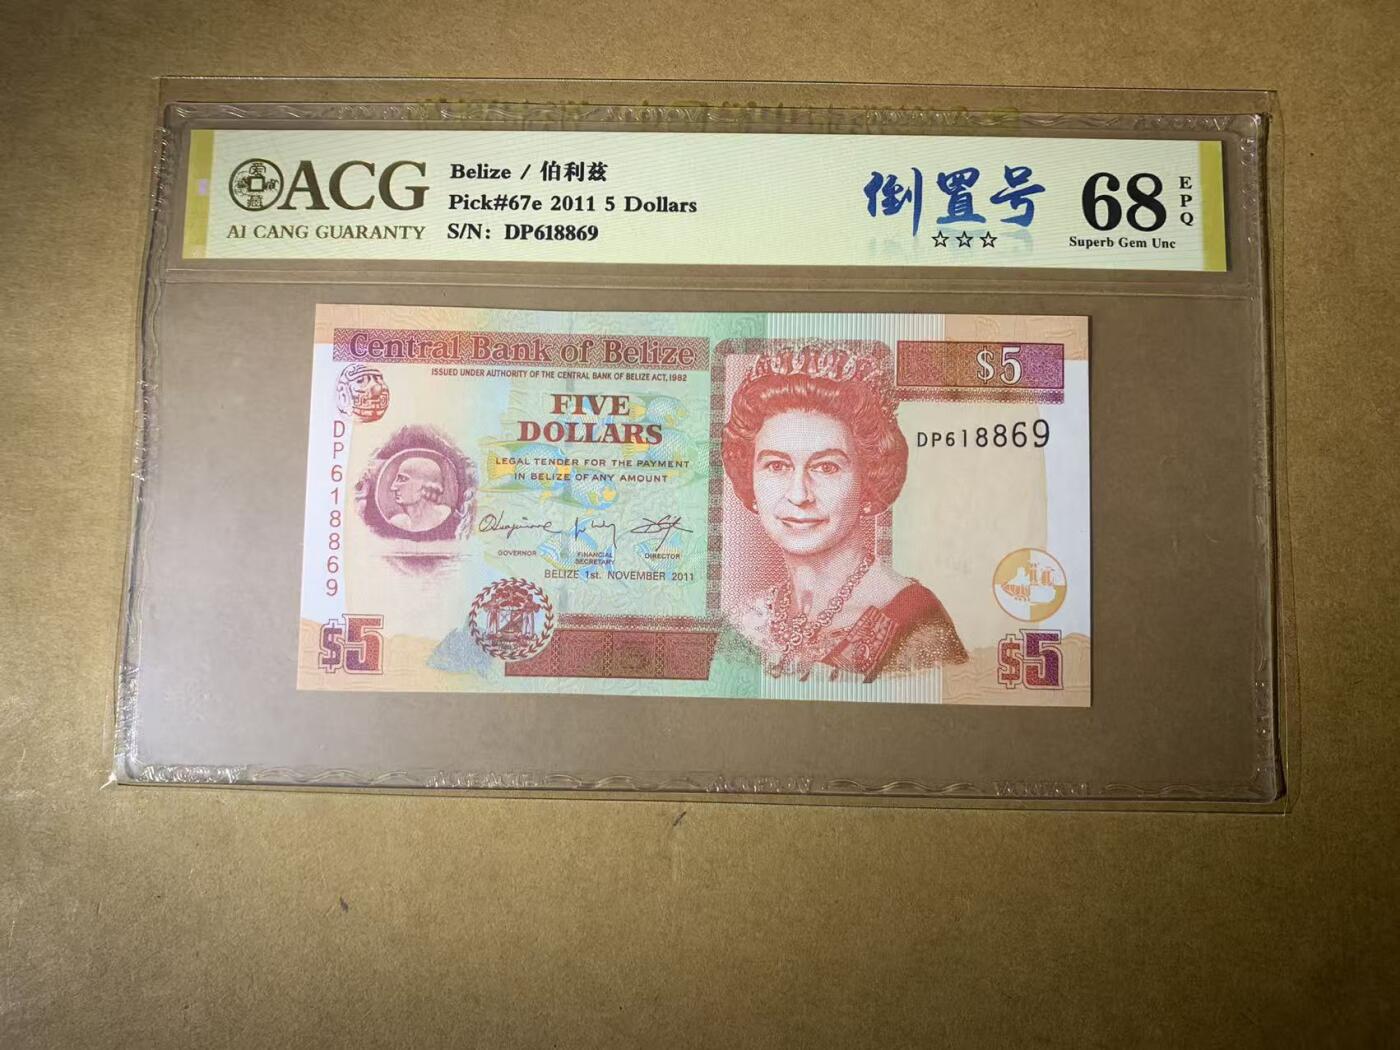 ACG
AI CANG GUARANTY
Belize / 伯利兹
Pick#67e 2011 5 Dollars
S/N: DP618869
倒置号
☆☆☆
68
EPQ
Superb Gem Unc
Central Bank of Belize
ISSUED UNDER AUTHORITY OF THE CENTRAL BANK OF BELIZE ACT, 1982
FIVE
DOLLARS
LEGAL TENDER FOR THE PAYMENT
IN BELIZE OF ANY AMOUNT
GOVERNOR
FINANCIAL
SECRETARY
DIRECTOR
BELIZE 1st. NOVEMBER 2011
$5
DP618869
DP618869
$5
$5